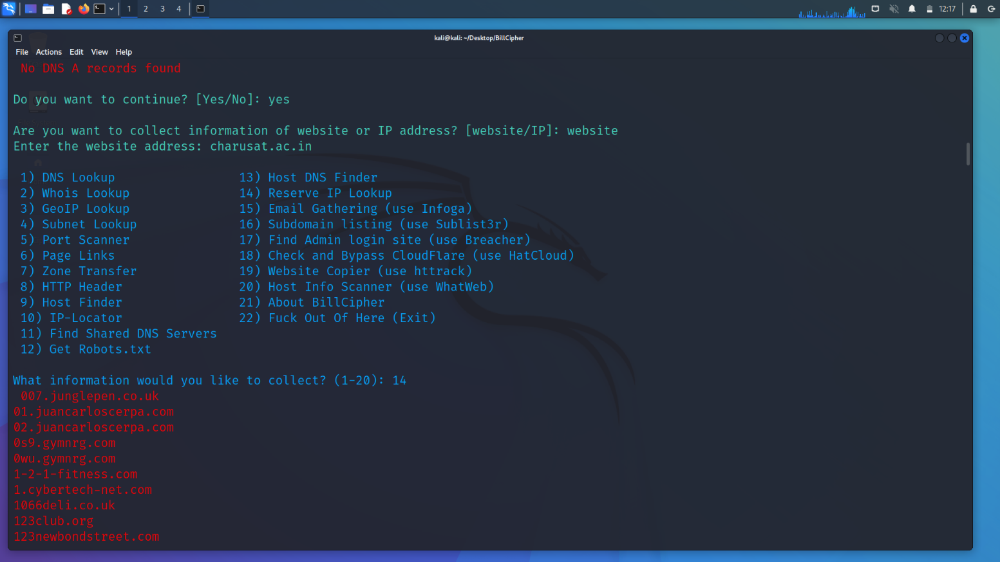 1 2 3 4 12:17
kali@kali: ~/Desktop/BillCipher
File Actions Edit View Help
No DNS A records found
Do you want to continue? [Yes/No]: yes
Are you want to collect information of website or IP address? [website/IP]: website
Enter the website address: charusat.ac.in
1) DNS Lookup 13) Host DNS Finder
2) Whois Lookup 14) Reserve IP Lookup
3) GeoIP Lookup 15) Email Gathering (use Infoga)
4) Subnet Lookup 16) Subdomain listing (use Sublist3r)
5) Port Scanner 17) Find Admin login site (use Breacher)
6) Page Links 18) Check and Bypass CloudFlare (use HatCloud)
7) Zone Transfer 19) Website Copier (use httrack)
8) HTTP Header 20) Host Info Scanner (use WhatWeb)
9) Host Finder 21) About BillCipher
10) IP-Locator 22) Fuck Out Of Here (Exit)
11) Find Shared DNS Servers
12) Get Robots.txt
What information would you like to collect? (1-20): 14
007.junglepen.co.uk
01.juancarloscerpa.com
02.juancarloscerpa.com
0s9.gymnrg.com
0wu.gymnrg.com
1-2-1-fitness.com
1.cybertech-net.com
1066deli.co.uk
123club.org
123newbondstreet.com